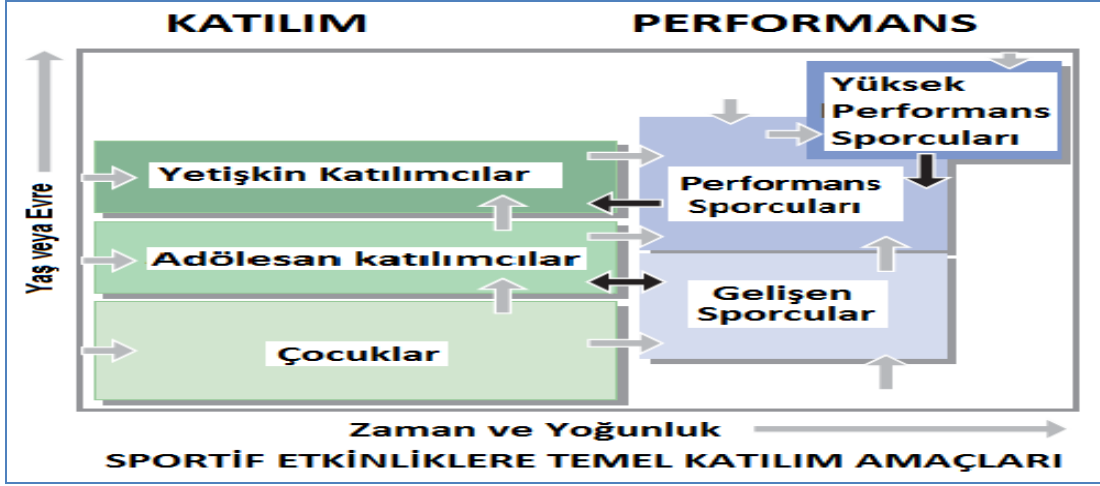 KATILIM
PERFORMANS
Yüksek
Performans
Sporcuları
Yetişkin Katılımcılar
Performans
Sporcuları
Adölesan katılımcılar
Gelişen
Sporcular
Çocuklar
Yaş veya Evre
Zaman ve Yoğunluk
SPORTİF ETKİNLİKLERE TEMEL KATILIM AMAÇLARI